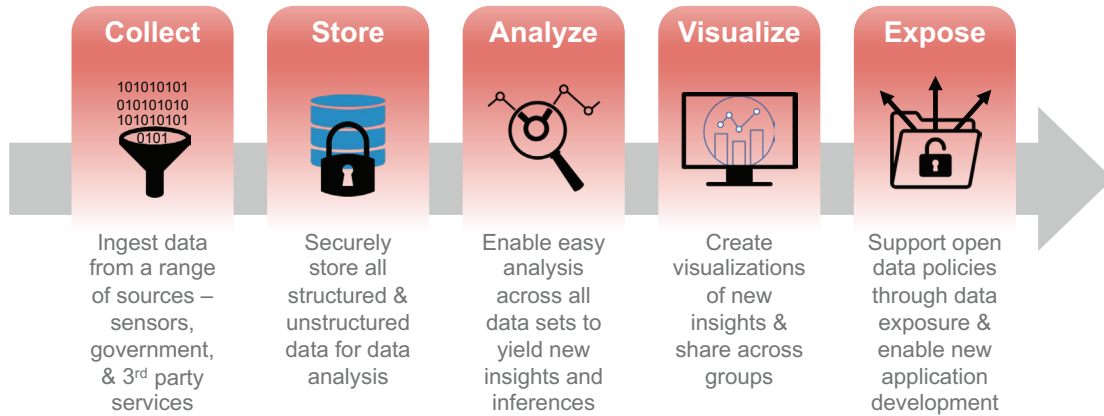 Collect
101010101
010101010
101010101
0101
Ingest data
from a range
of sources –
sensors,
government,
& 3rd party
services
Store
Securely
store all
structured &
unstructured
data for data
analysis
Analyze
Enable easy
analysis
across all
data sets to
yield new
insights and
inferences
Visualize
Create
visualizations
of new
insights &
share across
groups
Expose
Support open
data policies
through data
exposure &
enable new
application
development